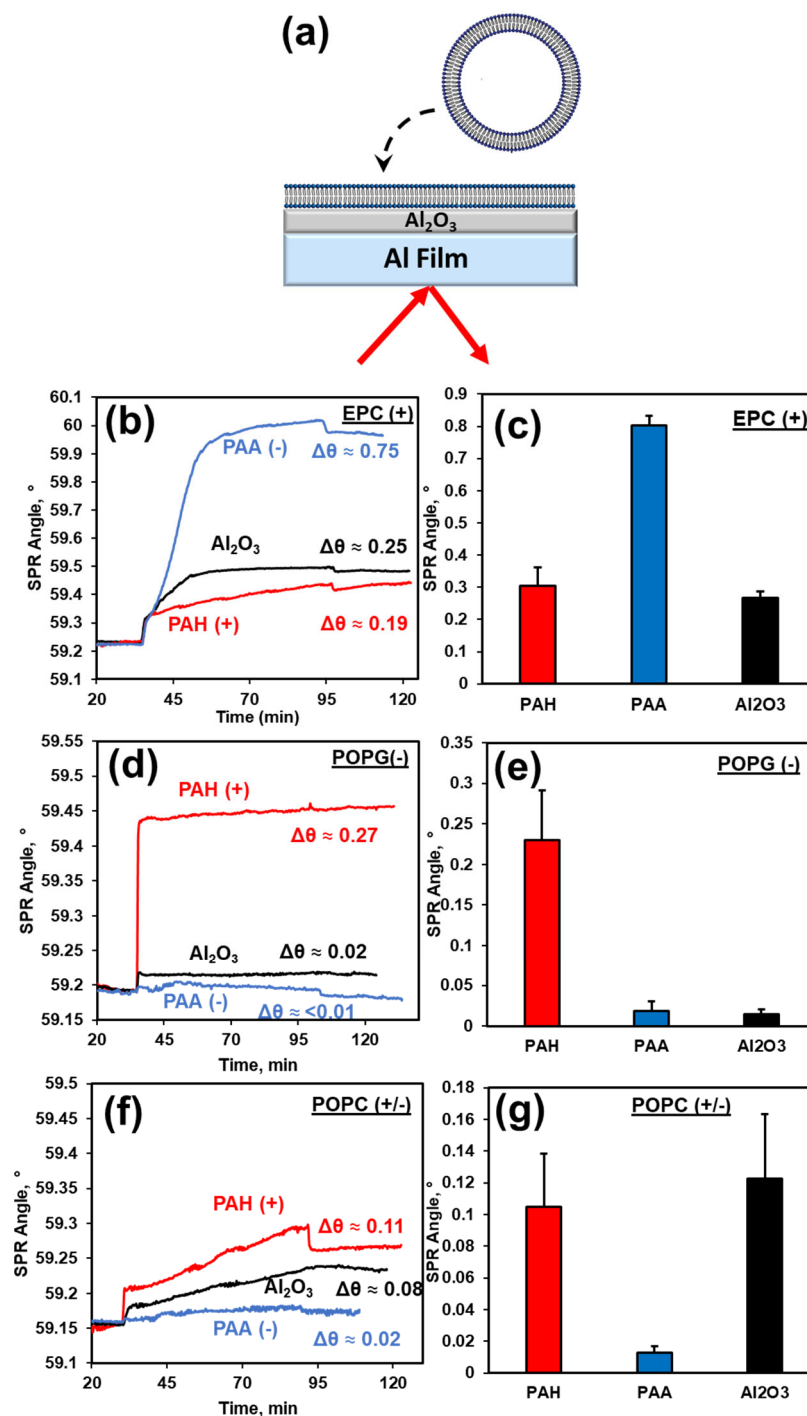 (a)
Al₂O₃
Al Film
(b)
EPC (+)
60.1
60
59.9
59.8
59.7
59.6
59.5
59.4
59.3
59.2
59.1
SPR Angle, °
PAA (-)
Δθ ≈ 0.75
Al₂O₃
Δθ ≈ 0.25
PAH (+)
Δθ ≈ 0.19
20 45 70 95 120
Time (min)
(c)
EPC (+)
0.9
0.8
0.7
0.6
0.5
0.4
0.3
0.2
0.1
0
SPR Angle, °
PAH PAA Al2O3
(d)
POPG(-)
59.55
59.5
59.45
59.4
59.35
59.3
59.25
59.2
59.15
SPR Angle, °
PAH (+)
Δθ ≈ 0.27
Al₂O₃
Δθ ≈ 0.02
PAA (-)
Δθ ≈ <0.01
20 45 70 95 120
Time, min
(e)
POPG (-)
0.35
0.3
0.25
0.2
0.15
0.1
0.05
0
SPR Angle, °
PAH PAA Al2O3
(f)
POPC (+/-)
59.5
59.45
59.4
59.35
59.3
59.25
59.2
59.15
59.1
SPR Angle, °
PAH (+)
Δθ ≈ 0.11
Al₂O₃
Δθ ≈ 0.08
PAA (-)
Δθ ≈ 0.02
20 45 70 95 120
Time, min
(g)
POPC (+/-)
0.18
0.16
0.14
0.12
0.1
0.08
0.06
0.04
0.02
0
SPR Angle, °
PAH PAA Al2O3